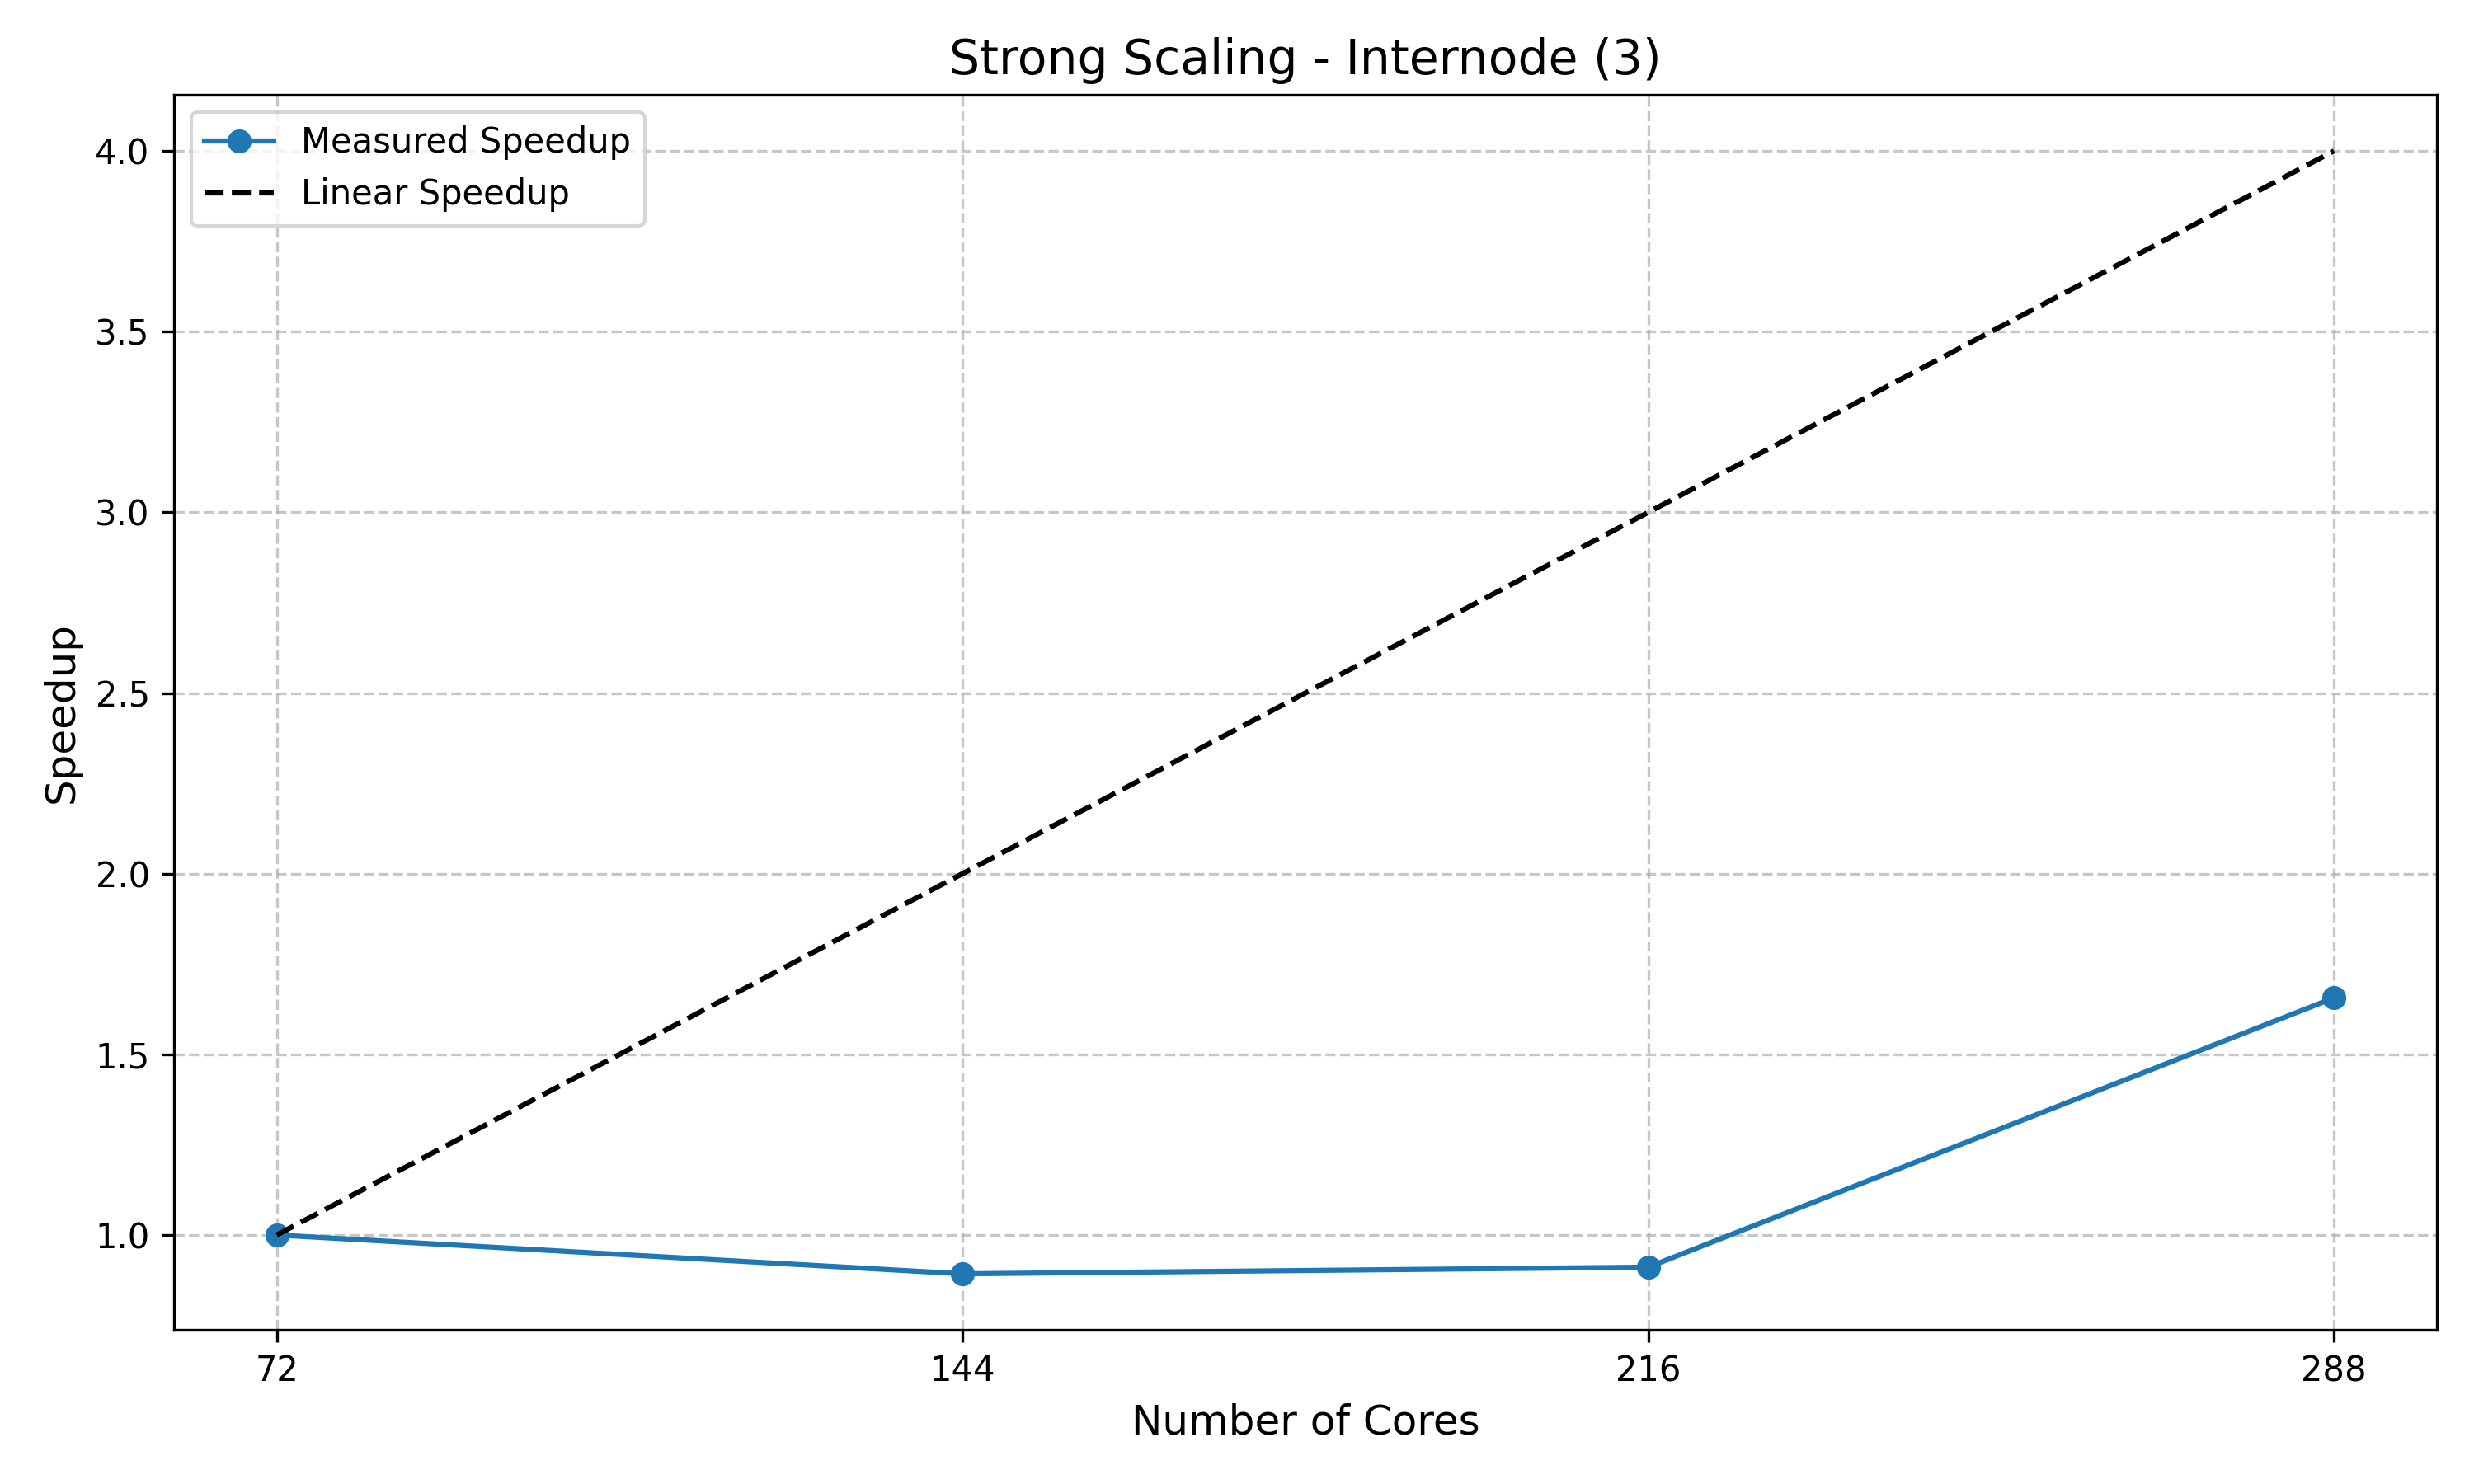 Strong Scaling - Internode (3)
Measured Speedup
Linear Speedup
Speedup
4.0
3.5
3.0
2.5
2.0
1.5
1.0
72 144 216 288
Number of Cores